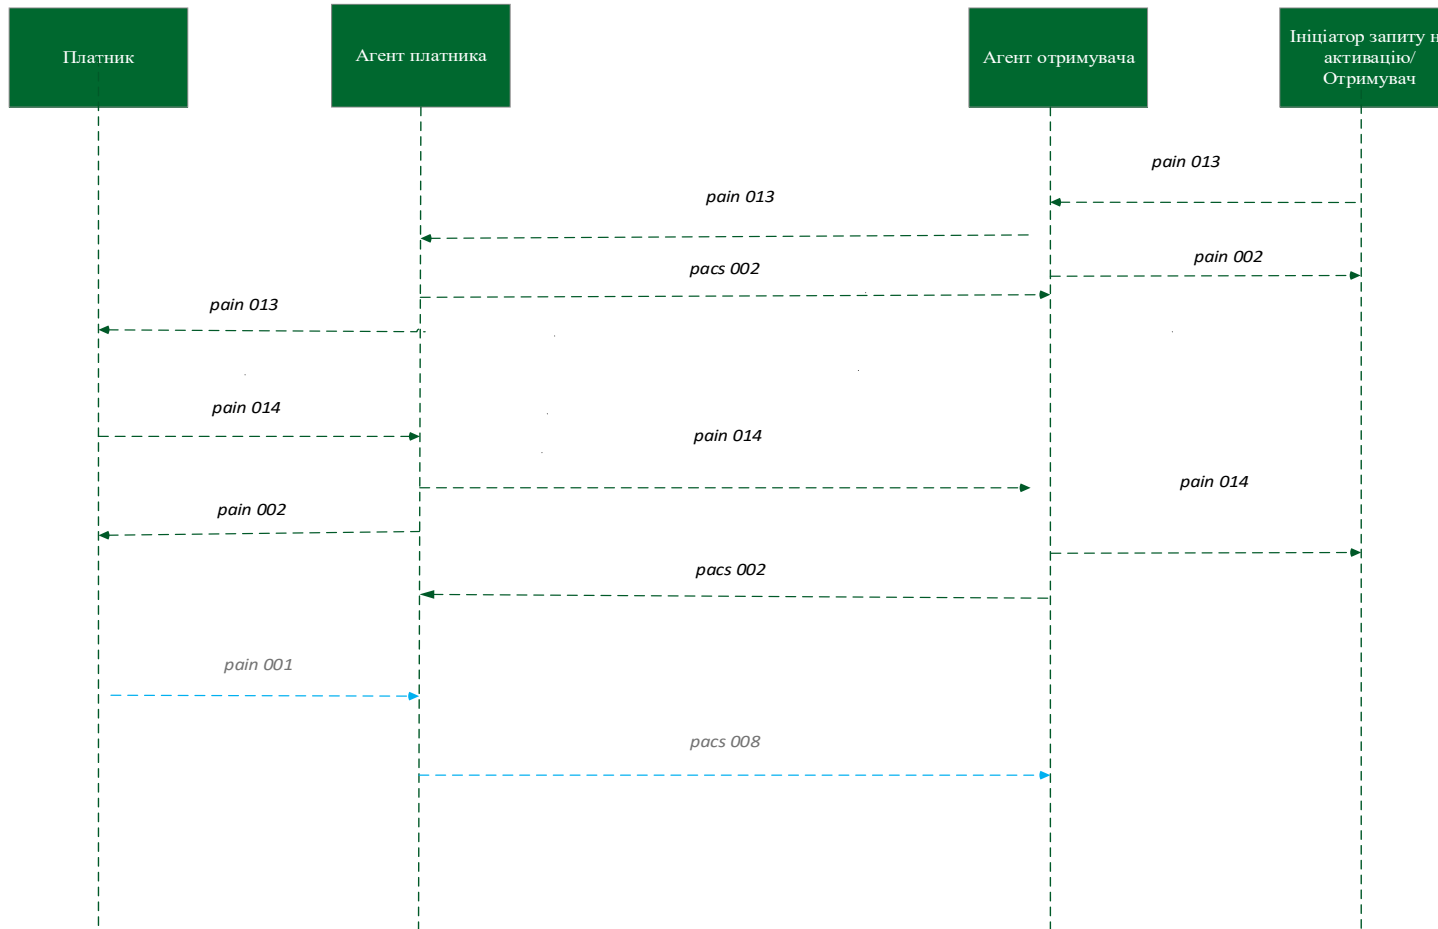 Платник
Агент платника
Агент отримувача
Ініціатор запиту н
активацію/
Отримувач
pain 013
pain 013
pain 002
pacs 002
pain 013
pain 014
pain 014
pain 014
pain 002
pacs 002
pain 001
pacs 008